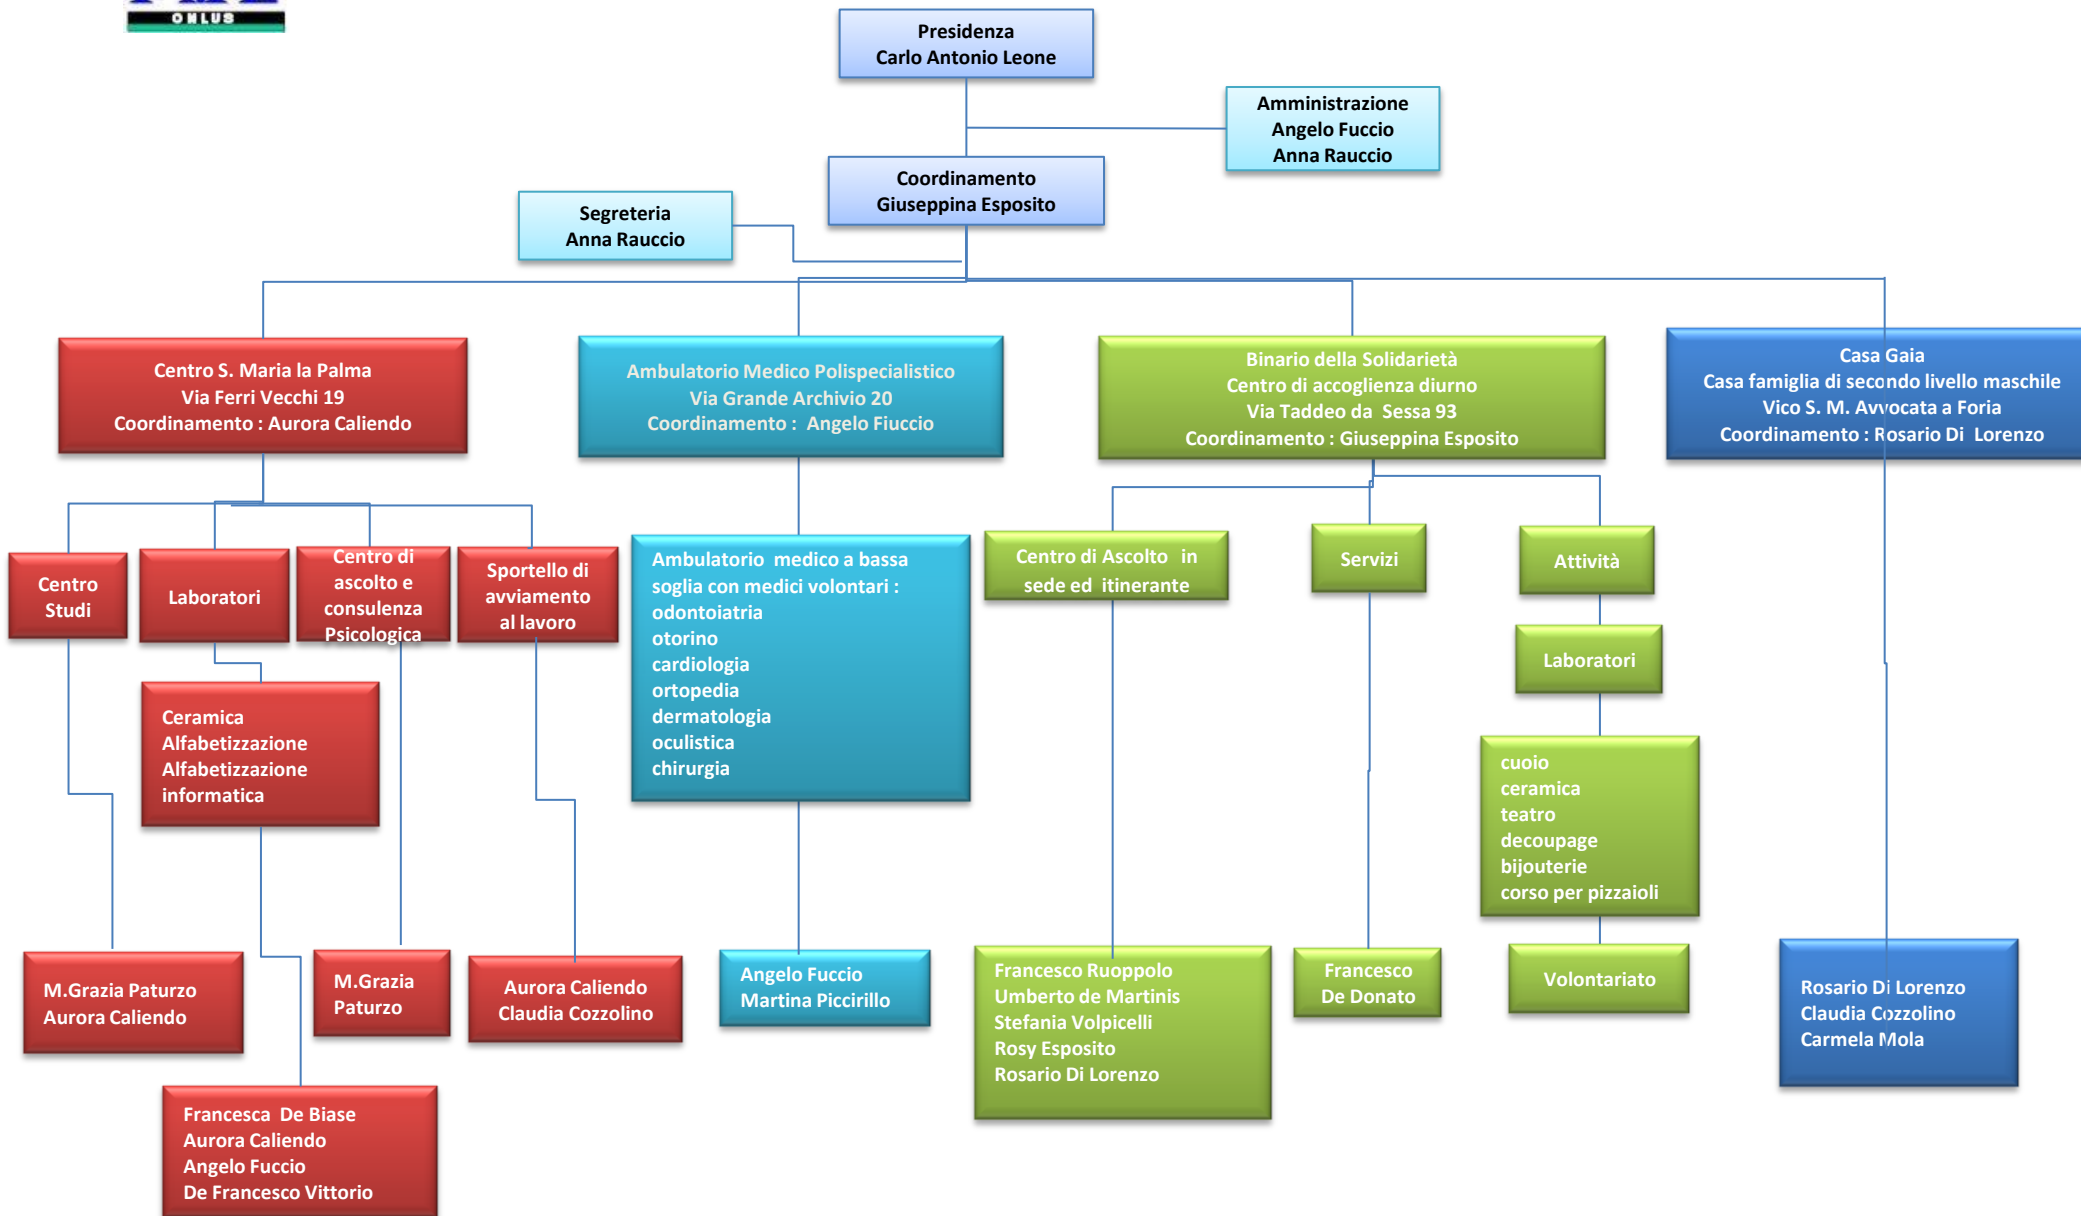 ONLUS
Presidenza
Carlo Antonio Leone
Amministrazione
Angelo Fuccio
Anna Rauccio
Coordinamento
Giuseppina Esposito
Segreteria
Anna Rauccio
Centro S. Maria la Palma
Via Ferri Vecchi 19
Coordinamento : Aurora Caliendo
Ambulatorio Medico Polispecialistico
Via Grande Archivio 20
Coordinamento : Angelo Fiuccio
Binario della Solidarietà
Centro di accoglienza diurno
Via Taddeo da Sessa 93
Coordinamento : Giuseppina Esposito
Casa Gaia
Casa famiglia di secondo livello maschile
Vico S. M. Avvocata a Foria
Coordinamento : Rosario Di Lorenzo
Centro
Studi
Laboratori
Centro di
ascolto e
consulenza
Psicologica
Sportello di
avviamento
al lavoro
Ambulatorio medico a bassa
soglia con medici volontari :
odontoiatria
otorino
cardiologia
ortopedia
dermatologia
oculistica
chirurgia
Centro di Ascolto in
sede ed itinerante
Servizi
Attività
Laboratori
Ceramica
Alfabetizzazione
Alfabetizzazione
informatica
cuoio
ceramica
teatro
decoupage
bijouterie
corso per pizzaioli
M.Grazia Paturzo
Aurora Caliendo
M.Grazia
Paturzo
Aurora Caliendo
Claudia Cozzolino
Angelo Fuccio
Martina Piccirillo
Francesco Ruoppolo
Umberto de Martinis
Stefania Volpicelli
Rosy Esposito
Rosario Di Lorenzo
Francesco
De Donato
Volontariato
Rosario Di Lorenzo
Claudia Cozzolino
Carmela Mola
Francesca De Biase
Aurora Caliendo
Angelo Fuccio
De Francesco Vittorio